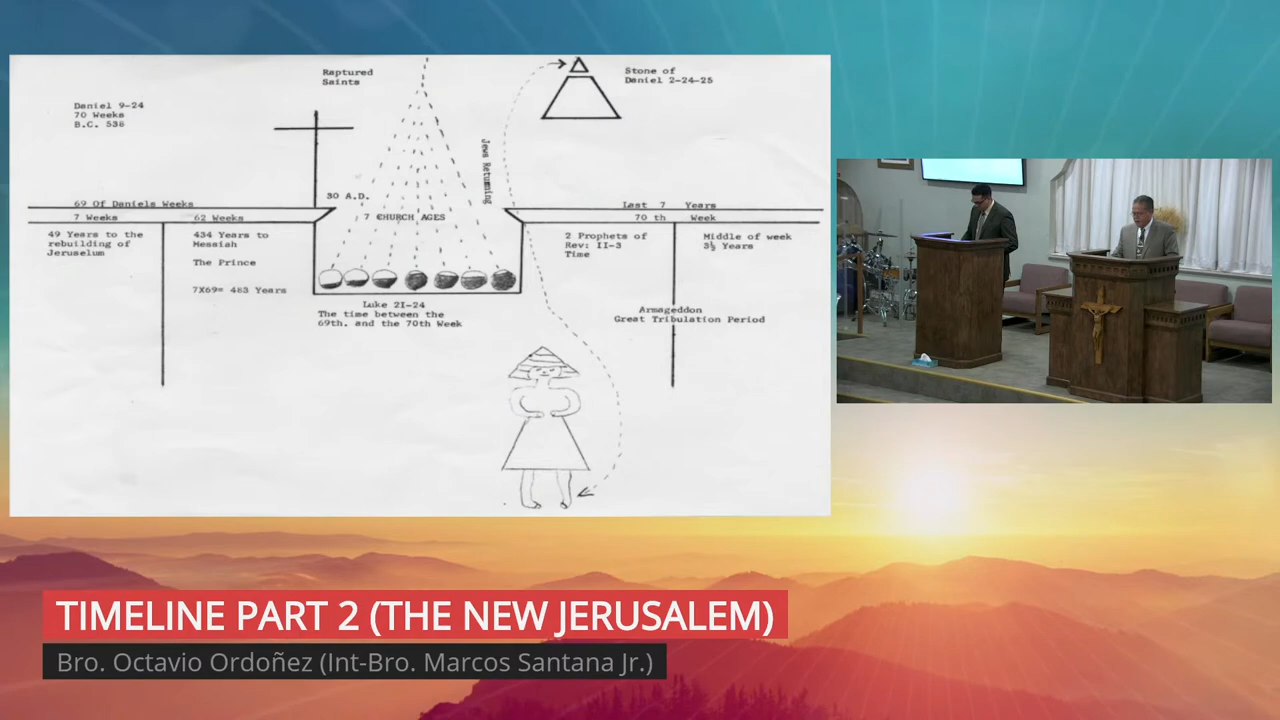 Raptured
Saints
Stone of
Daniel 2-24-25
Daniel 9-24
70 Weeks
B.C. 538
Jews Returning
30 A.D.
69 Of Daniels Weeks
7 Weeks
62 Weeks
7 CHURCH AGES
Last 7 Years
70 th Week
49 Years to the
rebuilding of
Jeruselum
434 Years to
Messiah
The Prince
7X69= 483 Years
2 Prophets of
Rev: II-3
Time
Middle of week
3½ Years
Luke 2I-24
The time between the
69th. and the 70th Week
Armageddon
Great Tribulation Period
TIMELINE PART 2 (THE NEW JERUSALEM)
Bro. Octavio Ordoñez (Int-Bro. Marcos Santana Jr.)